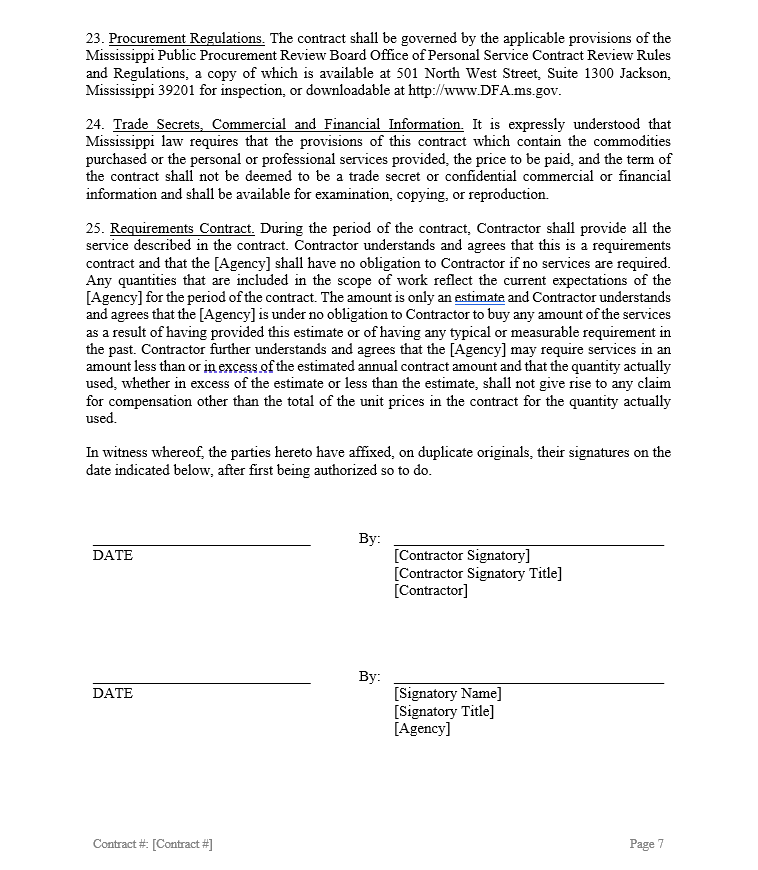 23. Procurement Regulations. The contract shall be governed by the applicable provisions of the
Mississippi Public Procurement Review Board Office of Personal Service Contract Review Rules
and Regulations, a copy of which is available at 501 North West Street, Suite 1300 Jackson,
Mississippi 39201 for inspection, or downloadable at http://www.DFA.ms.gov.
24. Trade Secrets, Commercial and Financial Information. It is expressly understood that
Mississippi law requires that the provisions of this contract which contain the commodities
purchased or the personal or professional services provided, the price to be paid, and the term of
the contract shall not be deemed to be a trade secret or confidential commercial or financial
information and shall be available for examination, copying, or reproduction.
25. Requirements Contract. During the period of the contract, Contractor shall provide all the
service described in the contract. Contractor understands and agrees that this is a requirements
contract and that the [Agency] shall have no obligation to Contractor if no services are required.
Any quantities that are included in the scope of work reflect the current expectations of the
[Agency] for the period of the contract. The amount is only an estimate and Contractor understands
and agrees that the [Agency] is under no obligation to Contractor to buy any amount of the services
as a result of having provided this estimate or of having any typical or measurable requirement in
the past. Contractor further understands and agrees that the [Agency] may require services in an
amount less than or in excess of the estimated annual contract amount and that the quantity actually
used, whether in excess of the estimate or less than the estimate, shall not give rise to any claim
for compensation other than the total of the unit prices in the contract for the quantity actually
used.
In witness whereof, the parties hereto have affixed, on duplicate originals, their signatures on the
date indicated below, after first being authorized so to do.
By:
DATE
[Contractor Signatory]
[Contractor Signatory Title]
[Contractor]
By:
DATE
[Signatory Name]
[Signatory Title]
[Agency]
Contract #: [Contract #]
Page 7